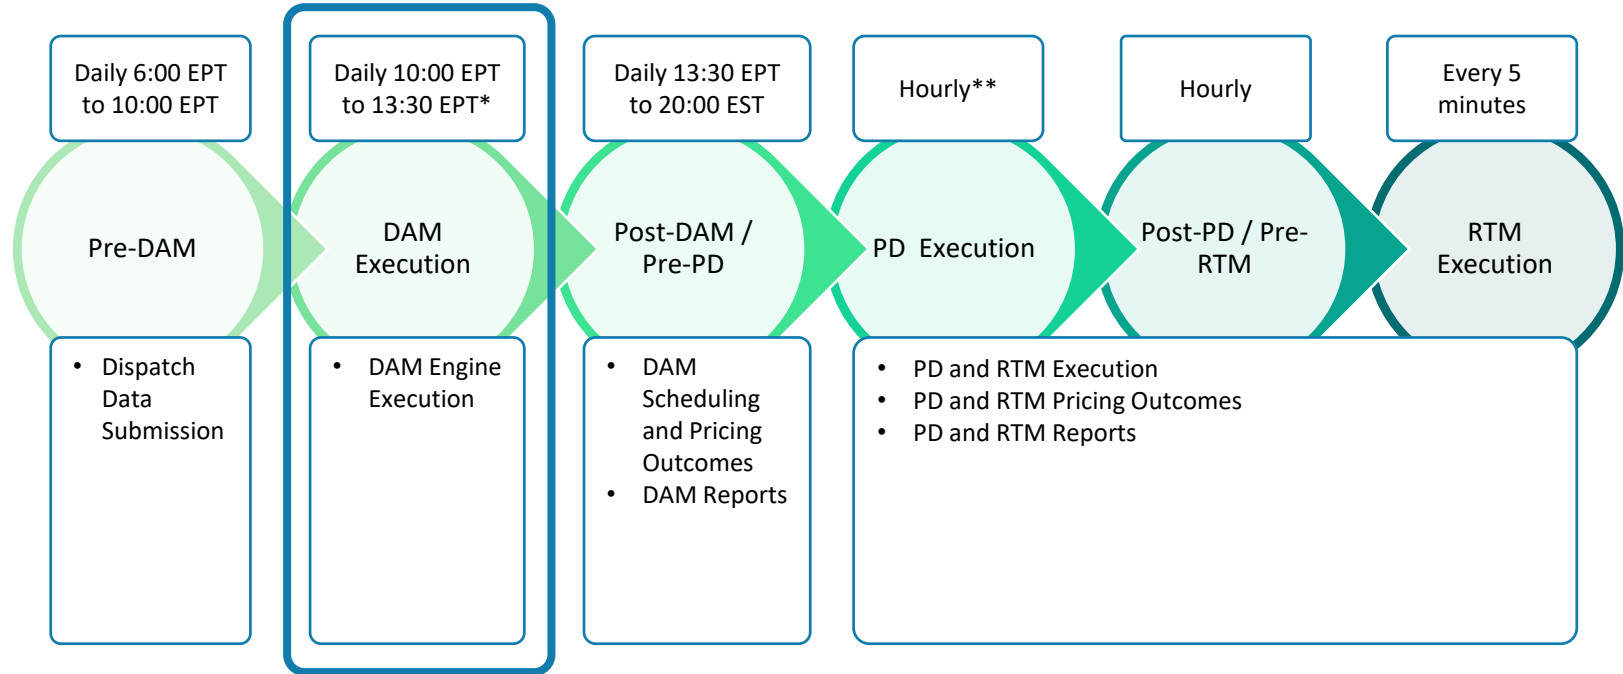 Daily 6:00 EPT
to 10:00 EPT
Daily 10:00 EPT
to 13:30 EPT*
Daily 13:30 EPT
to 20:00 EST
Hourly**
Hourly
Every 5
minutes
Pre-DAM
DAM
Execution
Post-DAM /
Pre-PD
PD Execution
Post-PD / Pre-
RTM
RTM
Execution
• Dispatch
Data
Submission
• DAM Engine
Execution
• DAM
Scheduling
and Pricing
Outcomes
• DAM Reports
• PD and RTM Execution
• PD and RTM Pricing Outcomes
• PD and RTM Reports